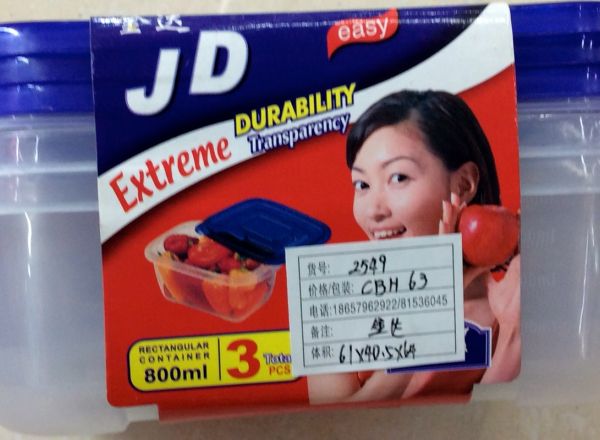 easy
JD
DURABILITY
Transparency
Extreme
货号: 2549
价格/包装: CBH 63
电话:18657962922/81536045
备注:
体积: 61X40.5X64
RECTANGULAR
CONTAINER
800ml
3 Total
PCS